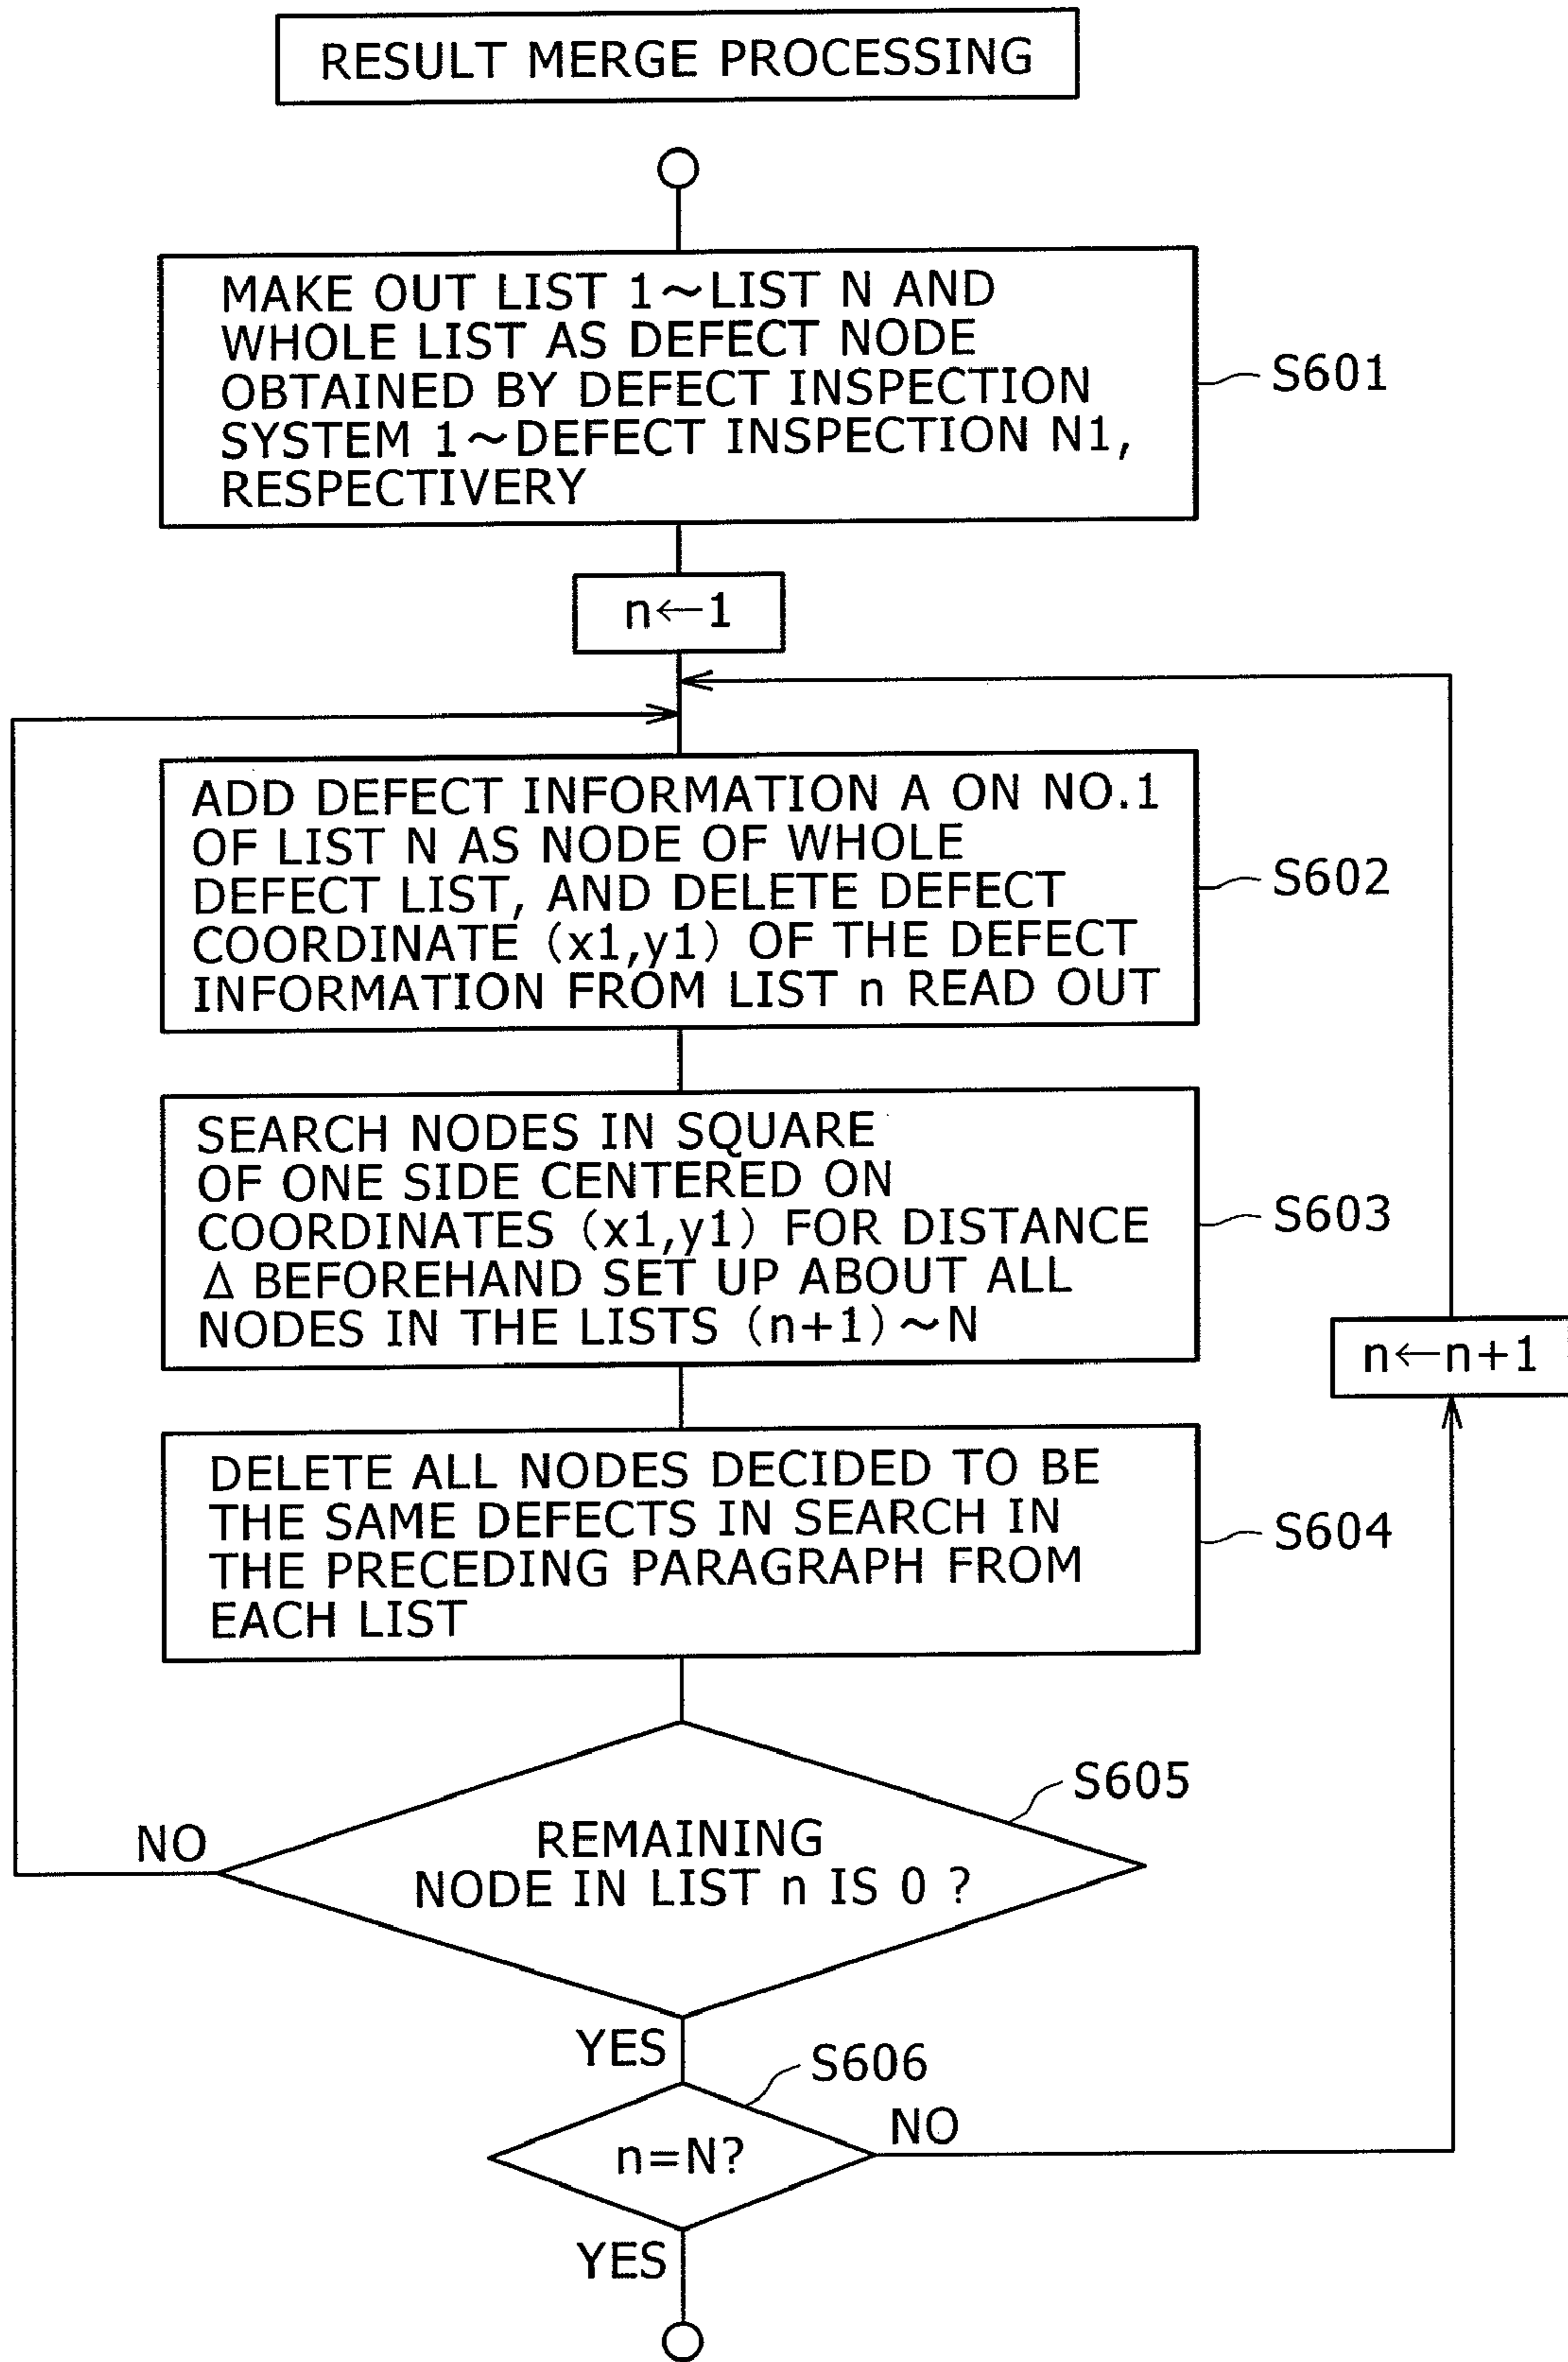 RESULT MERGE PROCESSING
MAKE OUT LIST 1~LIST N AND
WHOLE LIST AS DEFECT NODE
OBTAINED BY DEFECT INSPECTION
SYSTEM 1~DEFECT INSPECTION N1,
RESPECTIVERY
S601
n←1
ADD DEFECT INFORMATION A ON NO.1
OF LIST N AS NODE OF WHOLE
DEFECT LIST, AND DELETE DEFECT
COORDINATE (x1,y1) OF THE DEFECT
INFORMATION FROM LIST n READ OUT
S602
SEARCH NODES IN SQUARE
OF ONE SIDE CENTERED ON
COORDINATES (x1,y1) FOR DISTANCE
Δ BEFOREHAND SET UP ABOUT ALL
NODES IN THE LISTS (n+1)~N
S603
n←n+1
DELETE ALL NODES DECIDED TO BE
THE SAME DEFECTS IN SEARCH IN
THE PRECEDING PARAGRAPH FROM
EACH LIST
S604
S605
NO
REMAINING
NODE IN LIST n IS 0 ?
YES
S606
n=N?
NO
YES